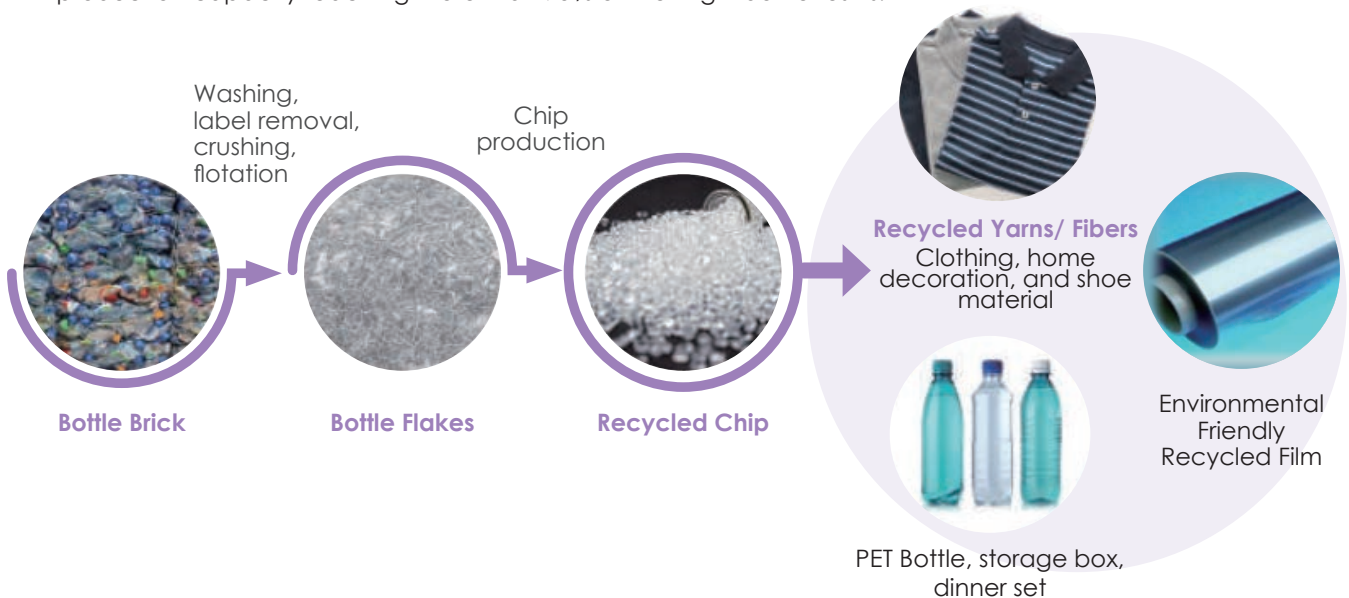 Washing,
label removal,
crushing,
flotation
Chip
production
Bottle Brick
Bottle Flakes
Recycled Chip
Recycled Yarns/ Fibers
Clothing, home
decoration, and shoe
material
PET Bottle, storage box,
dinner set
Environmental
Friendly
Recycled Film